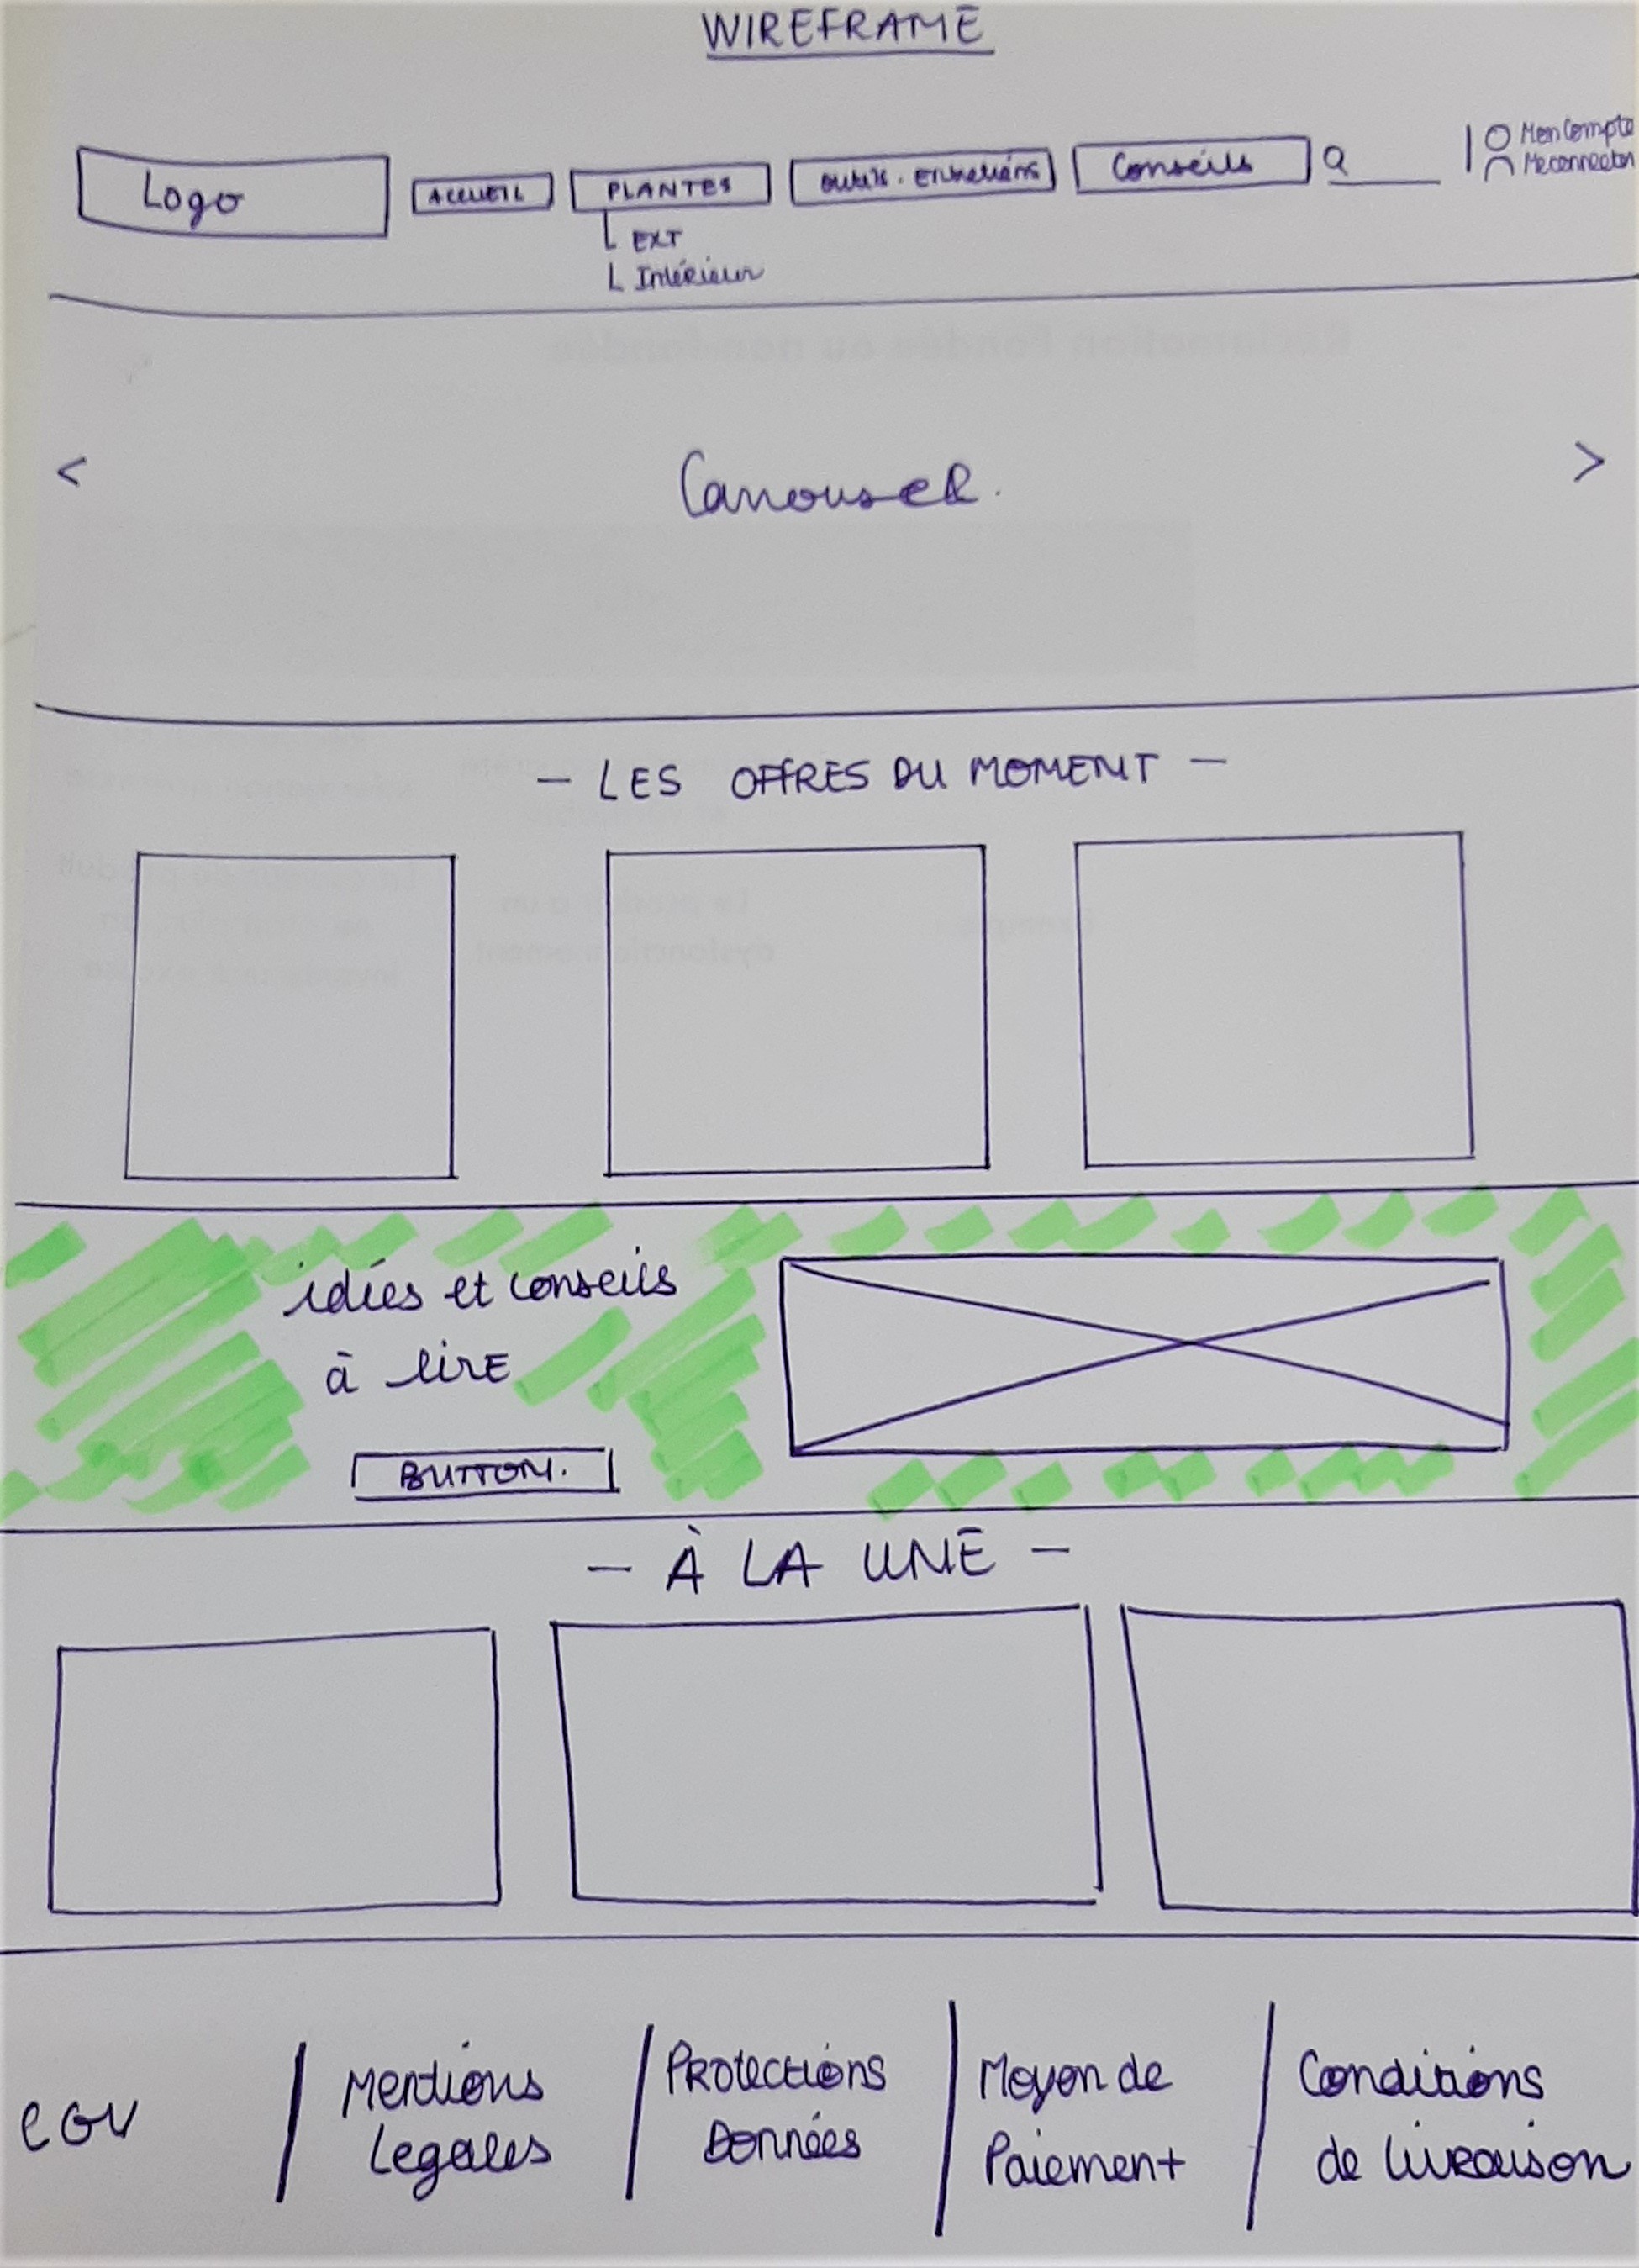 WIREFRAME
Logo
ACCUEIL
PLANTES
outils. Entretiens
Conseils
Mon Compte
Me connecter
L EXT
L Intérieur
<
Carousel.
>
- LES OFFRES DU MOMENT -
idées et conseils
à lire
BUTTON.
- À LA UNE -
CGV
Mentions
Legales
Protections
Données
Moyen de
Paiement
Conditions
de Livraison